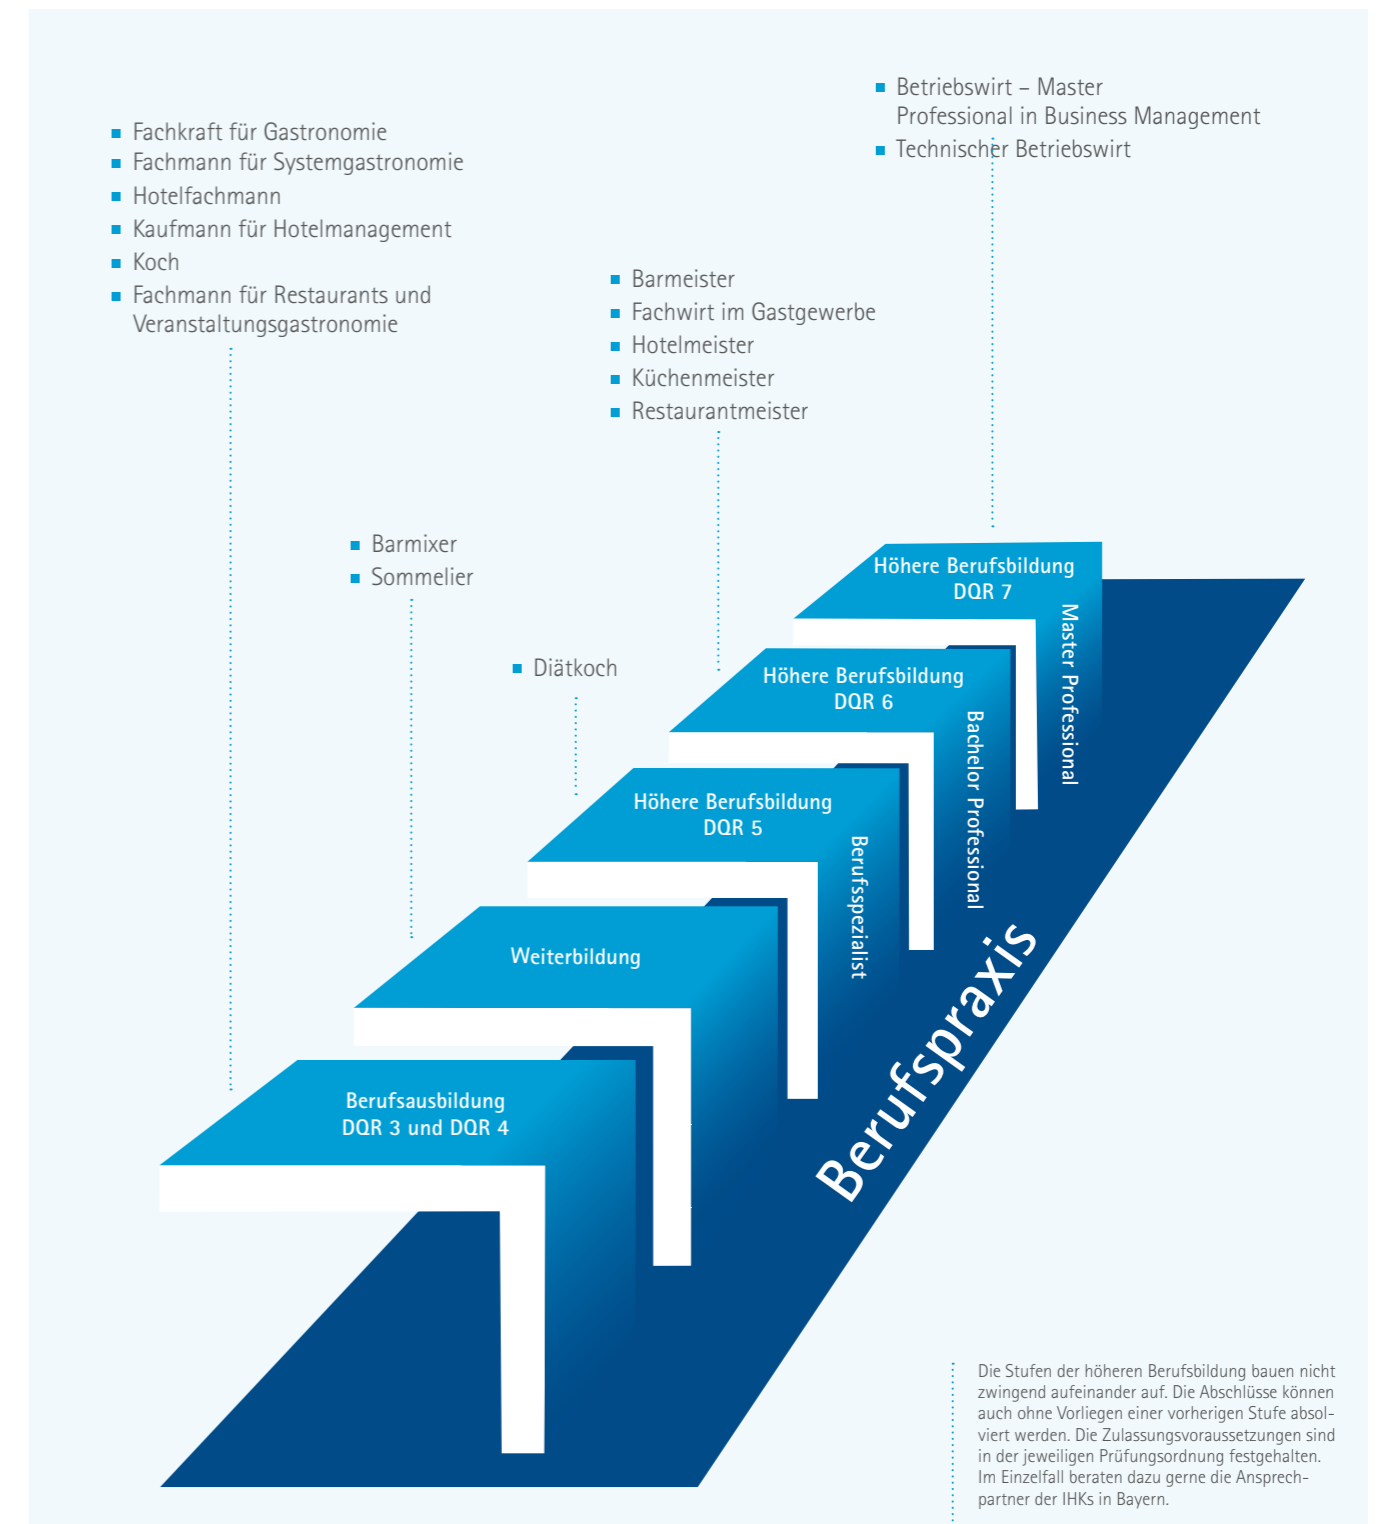 Fachkraft für Gastronomie
Fachmann für Systemgastronomie
Hotelfachmann
Kaufmann für Hotelmanagement
Koch
Fachmann für Restaurants und
Veranstaltungsgastronomie
Betriebswirt – Master
Professional in Business Management
Technischer Betriebswirt
Barmeister
Fachwirt im Gastgewerbe
Hotelmeister
Küchenmeister
Restaurantmeister
Barmixer
Sommelier
Diätkoch
Höhere Berufsbildung
DQR 7
Master Professional
Höhere Berufsbildung
DQR 6
Bachelor Professional
Höhere Berufsbildung
DQR 5
Berufsspezialist
Weiterbildung
Berufsausbildung
DQR 3 und DQR 4
Berufspraxis
Die Stufen der höheren Berufsbildung bauen nicht
zwingend aufeinander auf. Die Abschlüsse können
auch ohne Vorliegen einer vorherigen Stufe absol-
viert werden. Die Zulassungsvoraussetzungen sind
in der jeweiligen Prüfungsordnung festgehalten.
Im Einzelfall beraten dazu gerne die Ansprech-
partner der IHKs in Bayern.